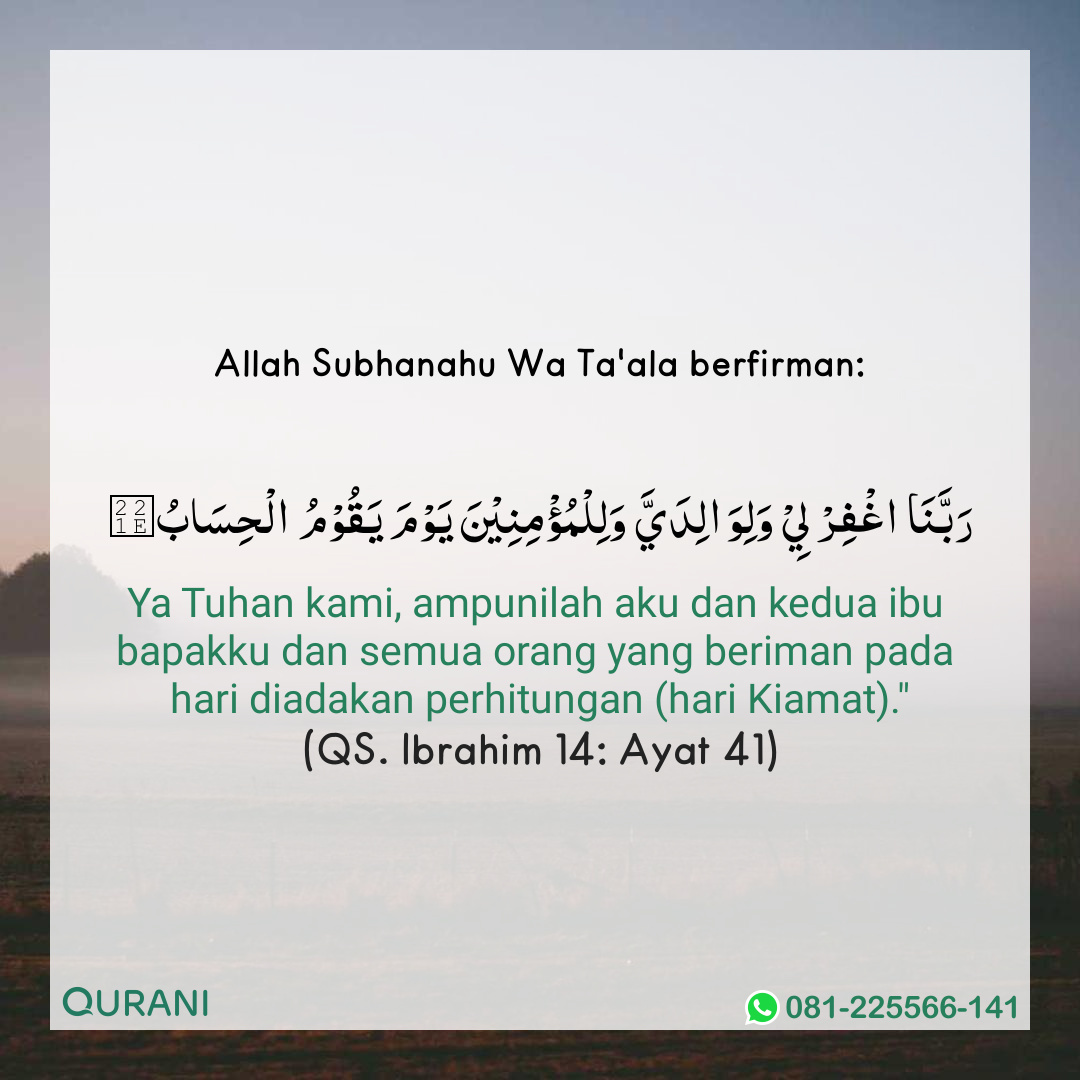 Allah Subhanahu Wa Ta'ala berfirman:
رَبَّنَا اغْفِرْ لِيْ وَلِوَالِدَيَّ وَلِلْمُؤْمِنِيْنَ يَوْمَ يَقُوْمُ الْحِسَابُ
Ya Tuhan kami, ampunilah aku dan kedua ibu
bapakku dan semua orang yang beriman pada
hari diadakan perhitungan (hari Kiamat)."
(QS. Ibrahim 14: Ayat 41)
QURANI
081-225566-141